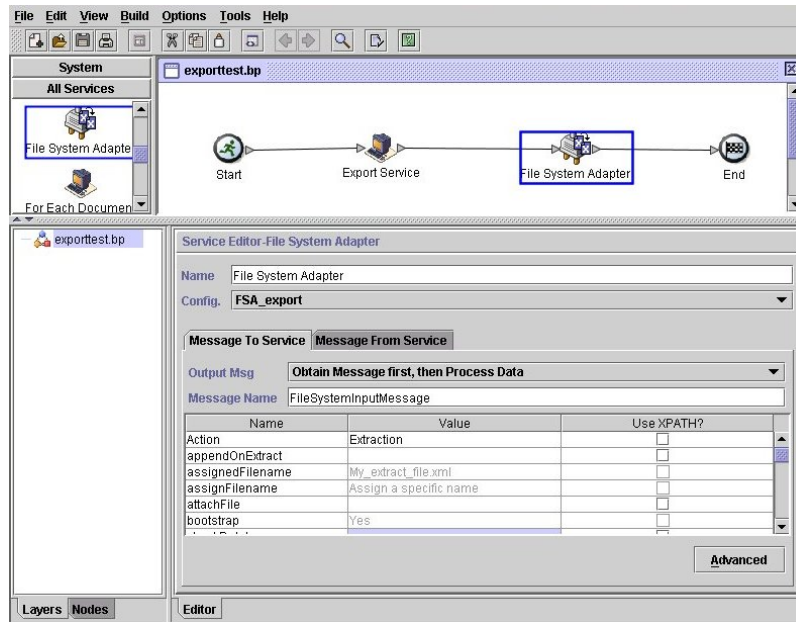 File Edit View Build Options Tools Help
System
All Services
File System Adapte
For Each Documen
exporttest.bp
Start
Export Service
File System Adapter
End
exporttest.bp
Service Editor-File System Adapter
Name File System Adapter
Config. FSA_export
Message To Service Message From Service
Output Msg Obtain Message first, then Process Data
Message Name FileSystemInputMessage
Name Value Use XPATH?
Action Extraction
appendOnExtract
assignedFilename My_extract_file.xml
assignFilename Assign a specific name
attachFile
bootstrap Yes
Advanced
Layers Nodes
Editor